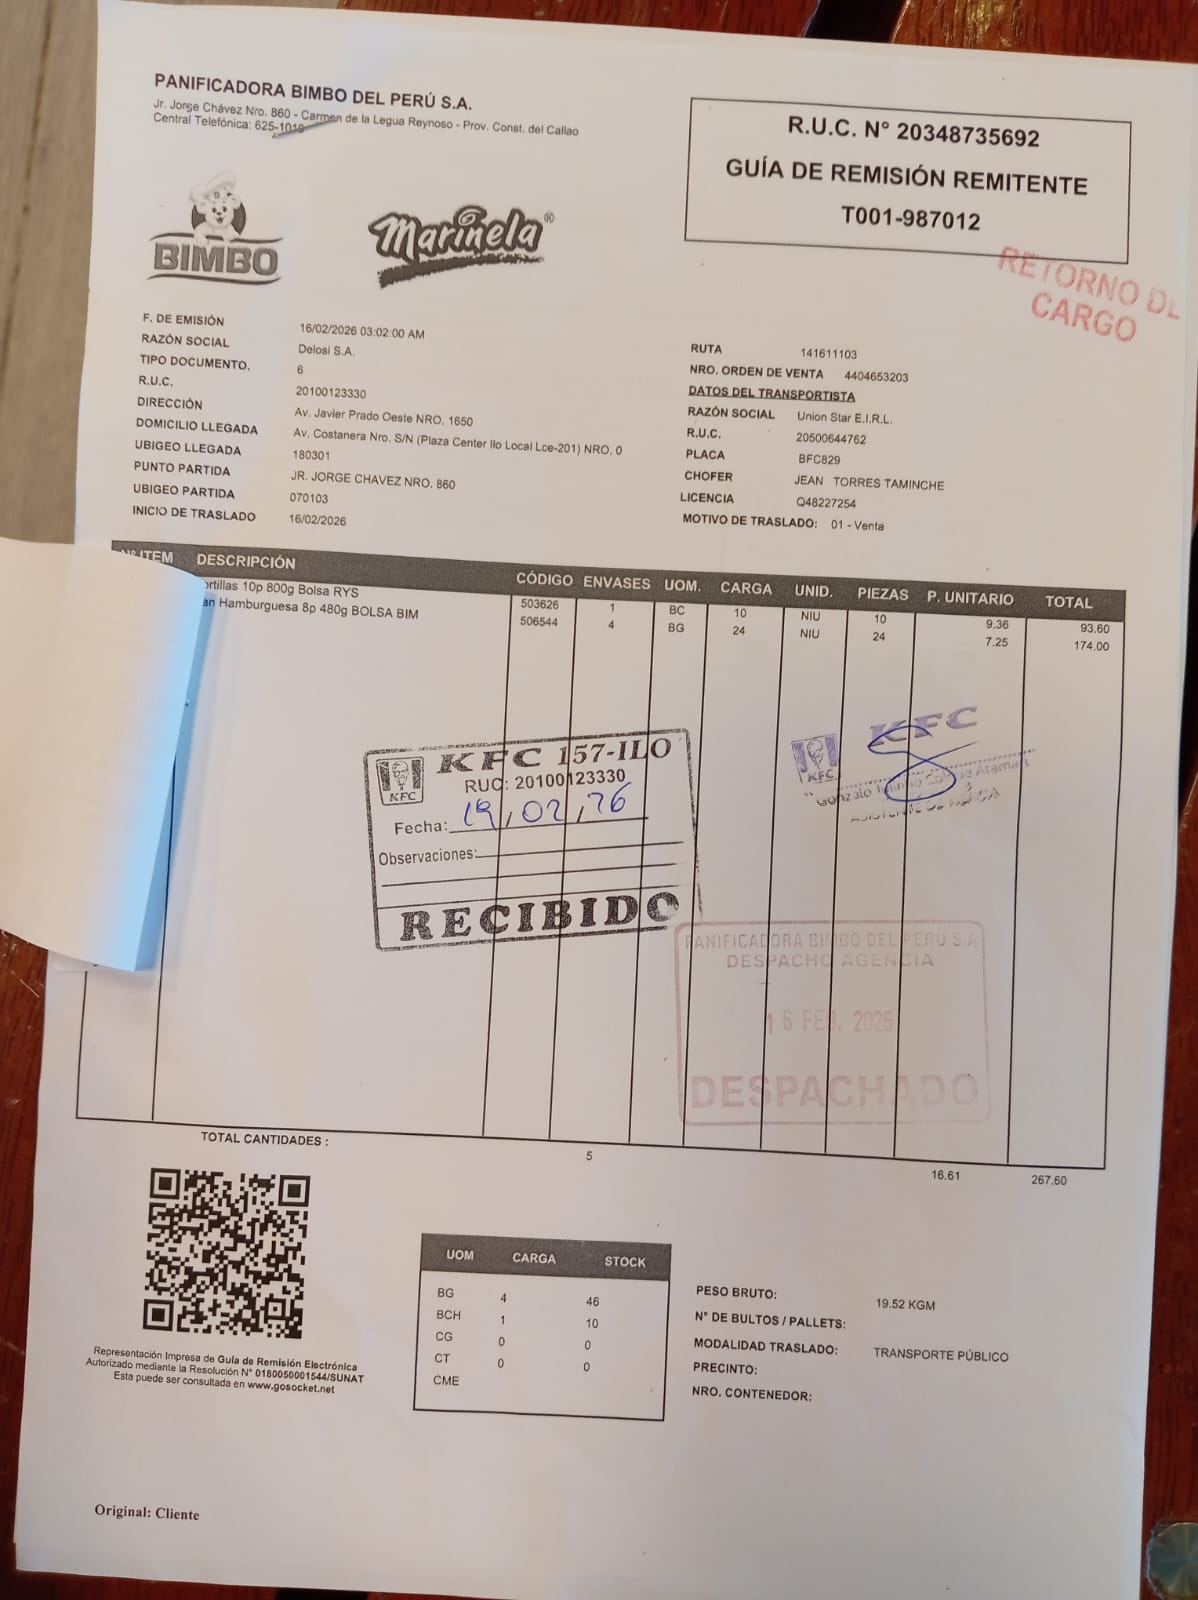 PANIFICADORA BIMBO DEL PERÚ S.A.
Jr. Jorge Chávez Nro. 860 - Carmen de la Legua Reynoso - Prov. Const. del Callao
Central Telefónica: 625-1019
R.U.C. N° 20348735692
GUÍA DE REMISIÓN REMITENTE
T001-987012
BIMBO
Marinela®
RETORNO DE
CARGO
F. DE EMISIÓN 16/02/2026 03:02:00 AM
RAZÓN SOCIAL Delosi S.A.
TIPO DOCUMENTO. 6
R.U.C. 20100123330
DIRECCIÓN Av. Javier Prado Oeste NRO. 1650
DOMICILIO LLEGADA Av. Costanera Nro. S/N (Plaza Center Ilo Local Lce-201) NRO. 0
UBIGEO LLEGADA 180301
PUNTO PARTIDA JR. JORGE CHAVEZ NRO. 860
UBIGEO PARTIDA 070103
INICIO DE TRASLADO 16/02/2026
RUTA 141611103
NRO. ORDEN DE VENTA 4404653203
DATOS DEL TRANSPORTISTA
RAZÓN SOCIAL Union Star E.I.R.L.
R.U.C. 20500644762
PLACA BFC829
CHOFER JEAN TORRES TAMINCHE
LICENCIA Q48227254
MOTIVO DE TRASLADO: 01 - Venta
N° ITEM DESCRIPCIÓN CÓDIGO ENVASES UOM. CARGA UNID. PIEZAS P. UNITARIO TOTAL
ortillas 10p 800g Bolsa RYS 503626 1 BC 10 NIU 10 9.36 93.60
an Hamburguesa 8p 480g BOLSA BIM 506544 4 BG 24 NIU 24 7.25 174.00
KFC 157-ILO
RUC: 20100123330
KFC
Fecha: 19,02,26
Observaciones:
RECIBIDO
KFC
KFC
Gonzalo
PANIFICADORA BIMBO DEL PERÚ S.A
DESPACHO AGENCIA
16 FEB. 2026
DESPACHADO
TOTAL CANTIDADES : 5 16.61 267.60
UOM CARGA STOCK
BG 4 46
BCH 1 10
CG 0 0
CT 0 0
CME
PESO BRUTO: 19.52 KGM
N° DE BULTOS / PALLETS:
MODALIDAD TRASLADO: TRANSPORTE PÚBLICO
PRECINTO:
NRO. CONTENEDOR:
Representación Impresa de Guía de Remisión Electrónica
Autorizado mediante la Resolución N° 0180050001544/SUNAT
Esta puede ser consultada en www.gosocket.net
Original: Cliente